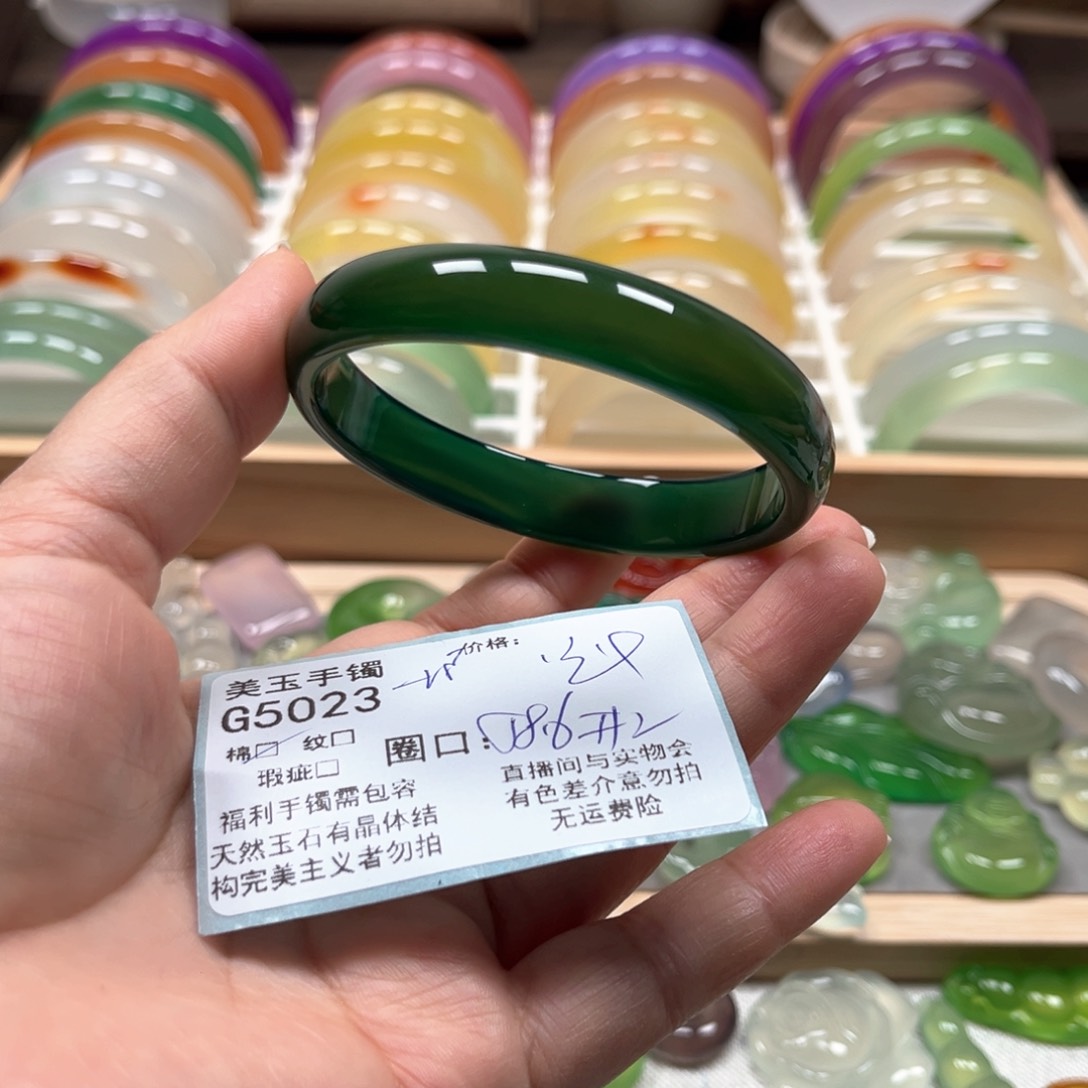 美玉手镯
价格:
G5023
棉☑ 纹□
圈口:
瑕疵□
福利手镯需包容
天然玉石有晶体结
构完美主义者勿拍
直播间与实物会
有色差介意勿拍
无运费险